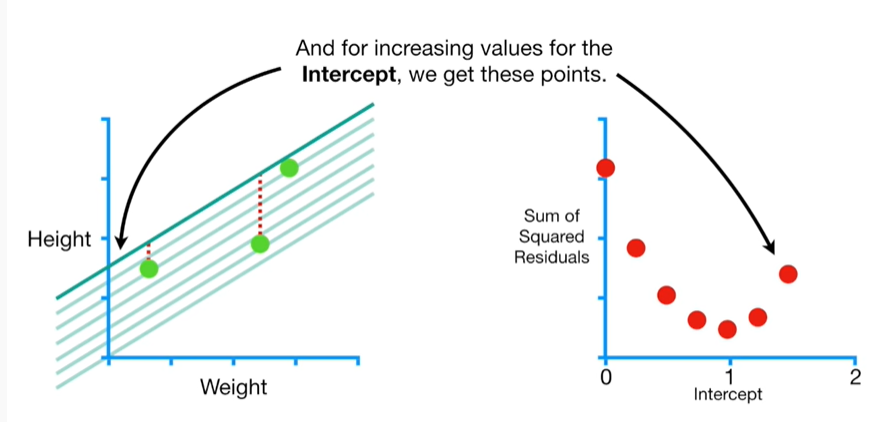 And for increasing values for the
Intercept, we get these points.
Height
Weight
Sum of
Squared
Residuals
0
1
2
Intercept